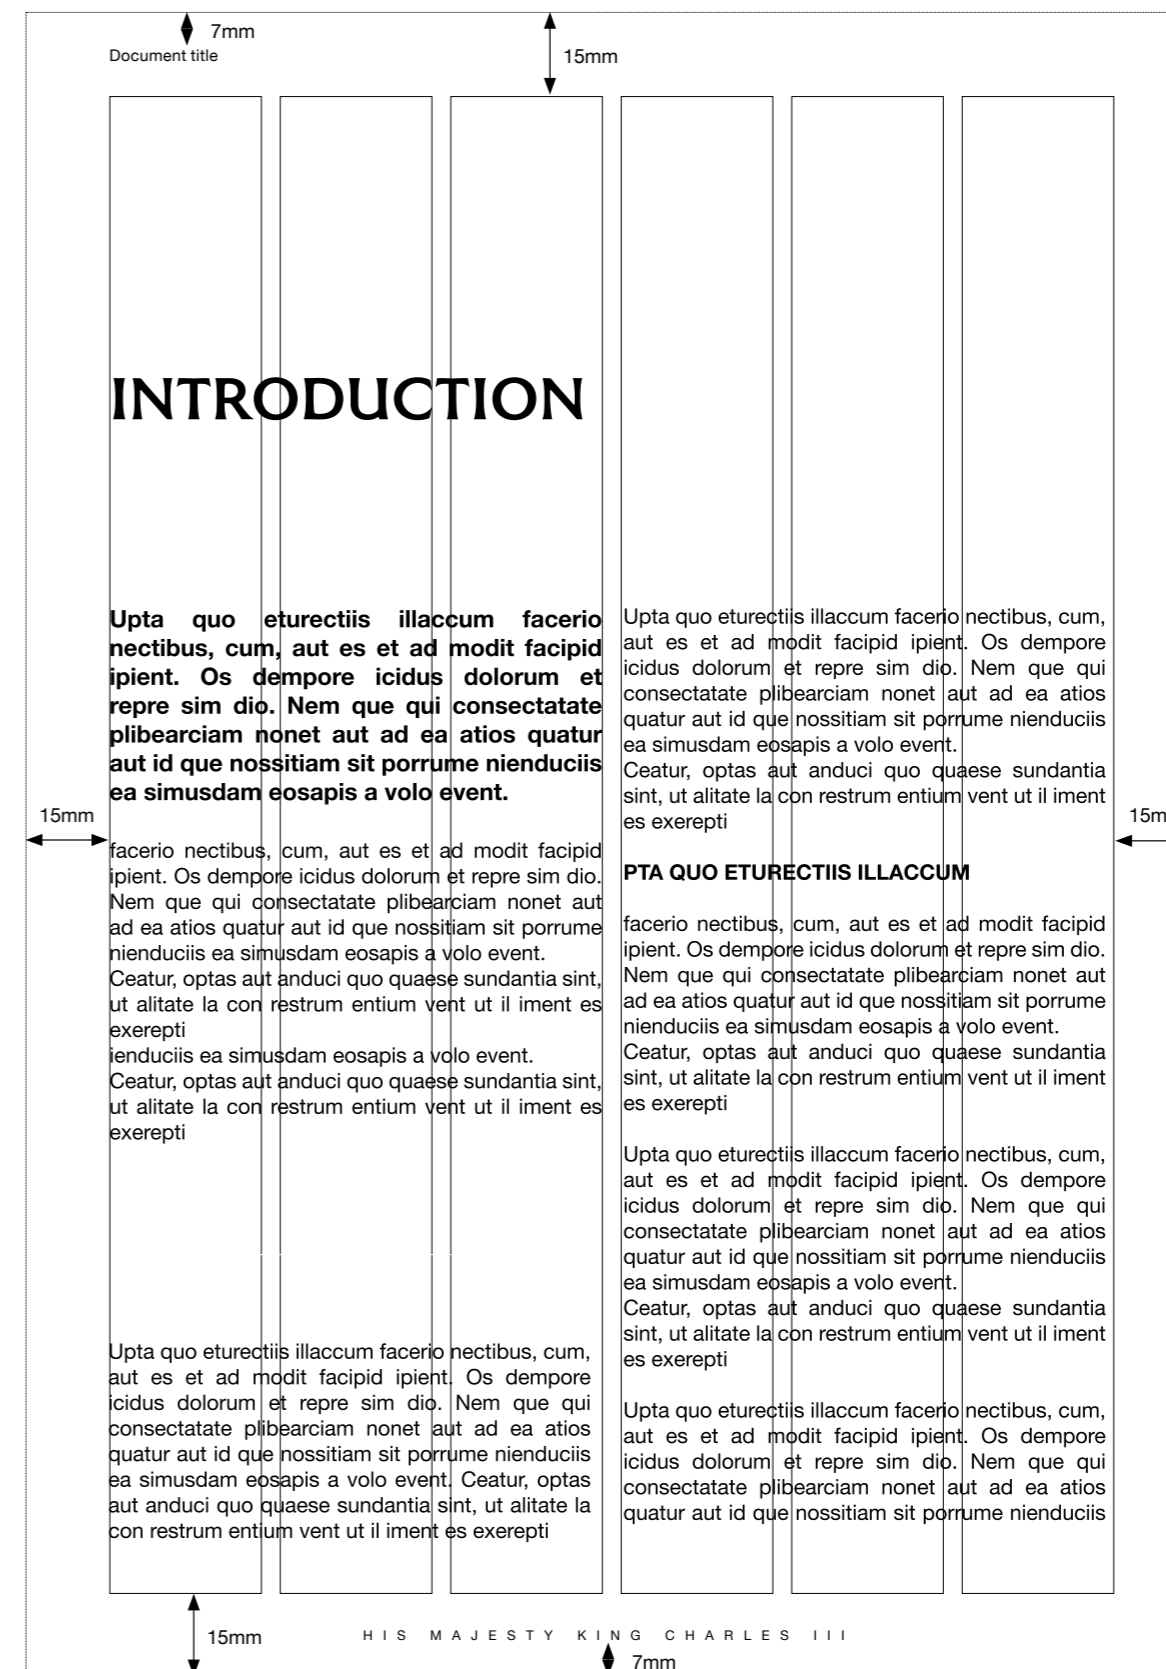 7mm
Document title
15mm
INTRODUCTION
Upta quo eturectiis illaccum facerio
nectibus, cum, aut es et ad modit facipid
ipient. Os dempore icidus dolorum et
repre sim dio. Nem que qui consectatate
plibearciam nonet aut ad ea atios quatur
aut id que nossitiam sit porrume nienduciis
ea simusdam eosapis a volo event.
15mm
facerio nectibus, cum, aut es et ad modit facipid
ipient. Os dempore icidus dolorum et repre sim dio.
Nem que qui consectatate plibearciam nonet aut
ad ea atios quatur aut id que nossitiam sit porrume
nienduciis ea simusdam eosapis a volo event.
Ceatur, optas aut anduci quo quaese sundantia sint,
ut alitate la con restrum entium vent ut il iment es
exerepti
ienduciis ea simusdam eosapis a volo event.
Ceatur, optas aut anduci quo quaese sundantia sint,
ut alitate la con restrum entium vent ut il iment es
exerepti
Upta quo eturectiis illaccum facerio nectibus, cum,
aut es et ad modit facipid ipient. Os dempore
icidus dolorum et repre sim dio. Nem que qui
consectatate plibearciam nonet aut ad ea atios
quatur aut id que nossitiam sit porrume nienduciis
ea simusdam eosapis a volo event. Ceatur, optas
aut anduci quo quaese sundantia sint, ut alitate la
con restrum entium vent ut il iment es exerepti
Upta quo eturectiis illaccum facerio nectibus, cum,
aut es et ad modit facipid ipient. Os dempore
icidus dolorum et repre sim dio. Nem que qui
consectatate plibearciam nonet aut ad ea atios
quatur aut id que nossitiam sit porrume nienduciis
ea simusdam eosapis a volo event.
Ceatur, optas aut anduci quo quaese sundantia
sint, ut alitate la con restrum entium vent ut il iment
es exerepti
15m
PTA QUO ETURECTIIS ILLACCUM
facerio nectibus, cum, aut es et ad modit facipid
ipient. Os dempore icidus dolorum et repre sim dio.
Nem que qui consectatate plibearciam nonet aut
ad ea atios quatur aut id que nossitiam sit porrume
nienduciis ea simusdam eosapis a volo event.
Ceatur, optas aut anduci quo quaese sundantia
sint, ut alitate la con restrum entium vent ut il iment
es exerepti
Upta quo eturectiis illaccum facerio nectibus, cum,
aut es et ad modit facipid ipient. Os dempore
icidus dolorum et repre sim dio. Nem que qui
consectatate plibearciam nonet aut ad ea atios
quatur aut id que nossitiam sit porrume nienduciis
ea simusdam eosapis a volo event.
Ceatur, optas aut anduci quo quaese sundantia
sint, ut alitate la con restrum entium vent ut il iment
es exerepti
Upta quo eturectiis illaccum facerio nectibus, cum,
aut es et ad modit facipid ipient. Os dempore
icidus dolorum et repre sim dio. Nem que qui
consectatate plibearciam nonet aut ad ea atios
quatur aut id que nossitiam sit porrume nienduciis
15mm
HIS MAJESTY KING CHARLES III
7mm